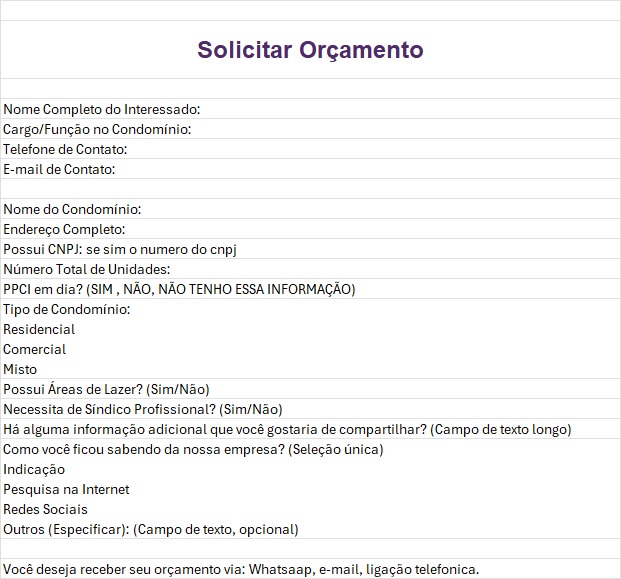 Solicitar Orçamento
Nome Completo do Interessado:
Cargo/Função no Condomínio:
Telefone de Contato:
E-mail de Contato:
Nome do Condomínio:
Endereço Completo:
Possui CNPJ: se sim o numero do cnpj
Número Total de Unidades:
PPCI em dia? (SIM , NÃO, NÃO TENHO ESSA INFORMAÇÃO)
Tipo de Condomínio:
Residencial
Comercial
Misto
Possui Áreas de Lazer? (Sim/Não)
Necessita de Síndico Profissional? (Sim/Não)
Há alguma informação adicional que você gostaria de compartilhar? (Campo de texto longo)
Como você ficou sabendo da nossa empresa? (Seleção única)
Indicação
Pesquisa na Internet
Redes Sociais
Outros (Especificar): (Campo de texto, opcional)
Você deseja receber seu orçamento via: Whatsaap, e-mail, ligação telefonica.